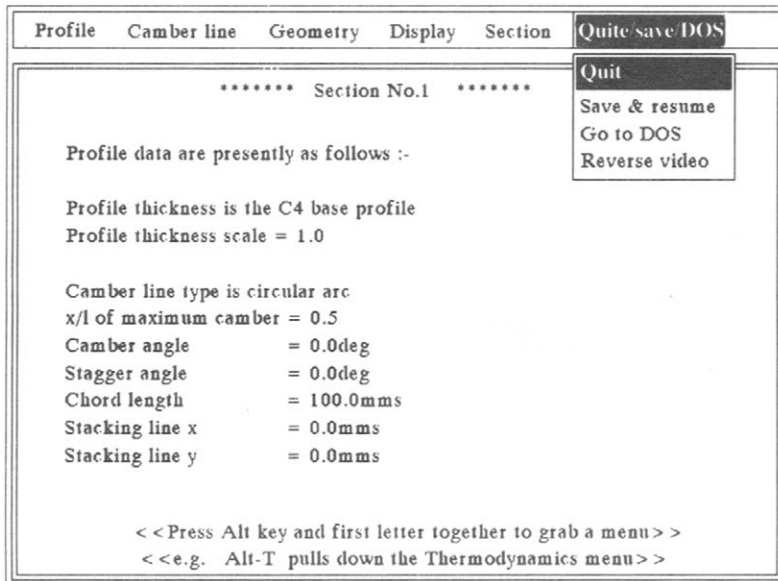 Profile Camber line Geometry Display Section Quite/save/DOS
Quit
Save & resume
Go to DOS
Reverse video
******* Section No.1 *******
Profile data are presently as follows :-
Profile thickness is the C4 base profile
Profile thickness scale = 1.0
Camber line type is circular arc
x/l of maximum camber = 0.5
Camber angle = 0.0deg
Stagger angle = 0.0deg
Chord length = 100.0mms
Stacking line x = 0.0mms
Stacking line y = 0.0mms
<<Press Alt key and first letter together to grab a menu>>
<<e.g. Alt-T pulls down the Thermodynamics menu>>